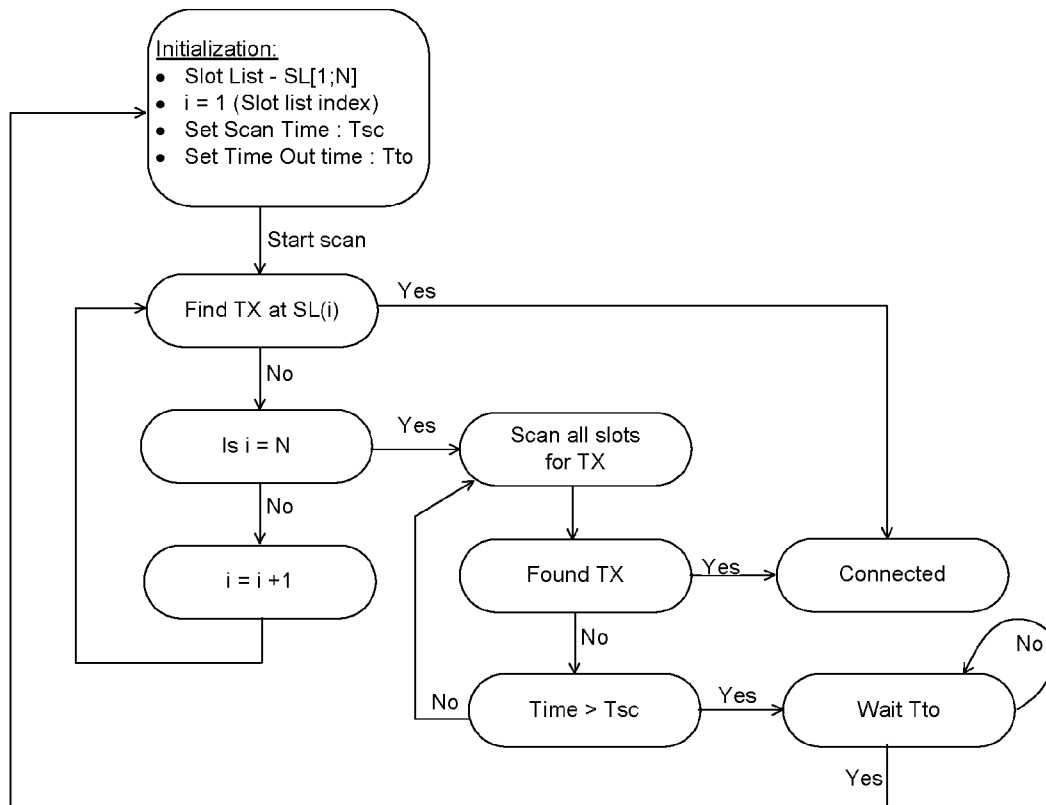 Initialization:
• Slot List - SL[1;N]
• i = 1 (Slot list index)
• Set Scan Time : Tsc
• Set Time Out time : Tto
Start scan
Find TX at SL(i)
Yes
No
Is i = N
Yes
Scan all slots
for TX
No
i = i +1
Found TX
Yes
Connected
No
No
Time > Tsc
Yes
Wait Tto
No
Yes